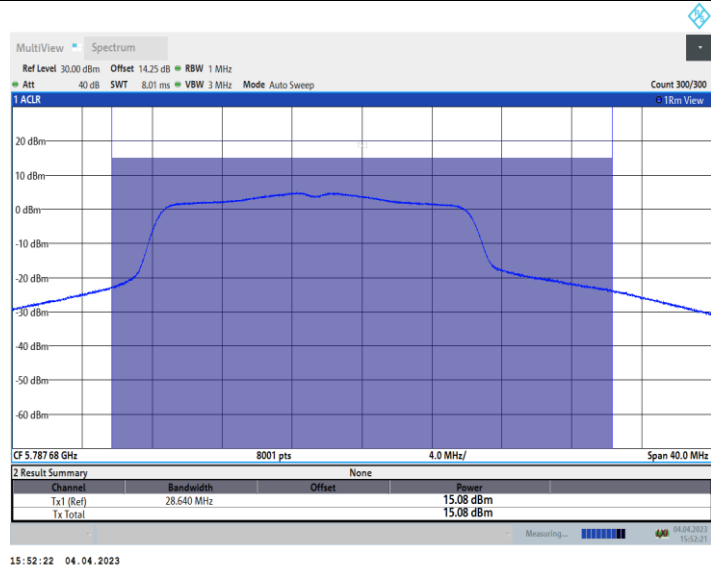 MultiView Spectrum
Ref Level 30.00 dBm Offset 14.25 dB RBW 1 MHz
Att 40 dB SWT 8.01 ms VBW 3 MHz Mode Auto Sweep Count 300/300
1 ACLR 1Rm View
20 dBm
10 dBm
0 dBm
-10 dBm
-20 dBm
-30 dBm
-40 dBm
-50 dBm
-60 dBm
CF 5.787 68 GHz 8001 pts 4.0 MHz/ Span 40.0 MHz
2 Result Summary None
Channel Bandwidth Offset Power
Tx1 (Ref) 28.640 MHz 15.08 dBm
Tx Total 15.08 dBm
Measuring... 04.04.2023
15:52:21
15:52:22 04.04.2023